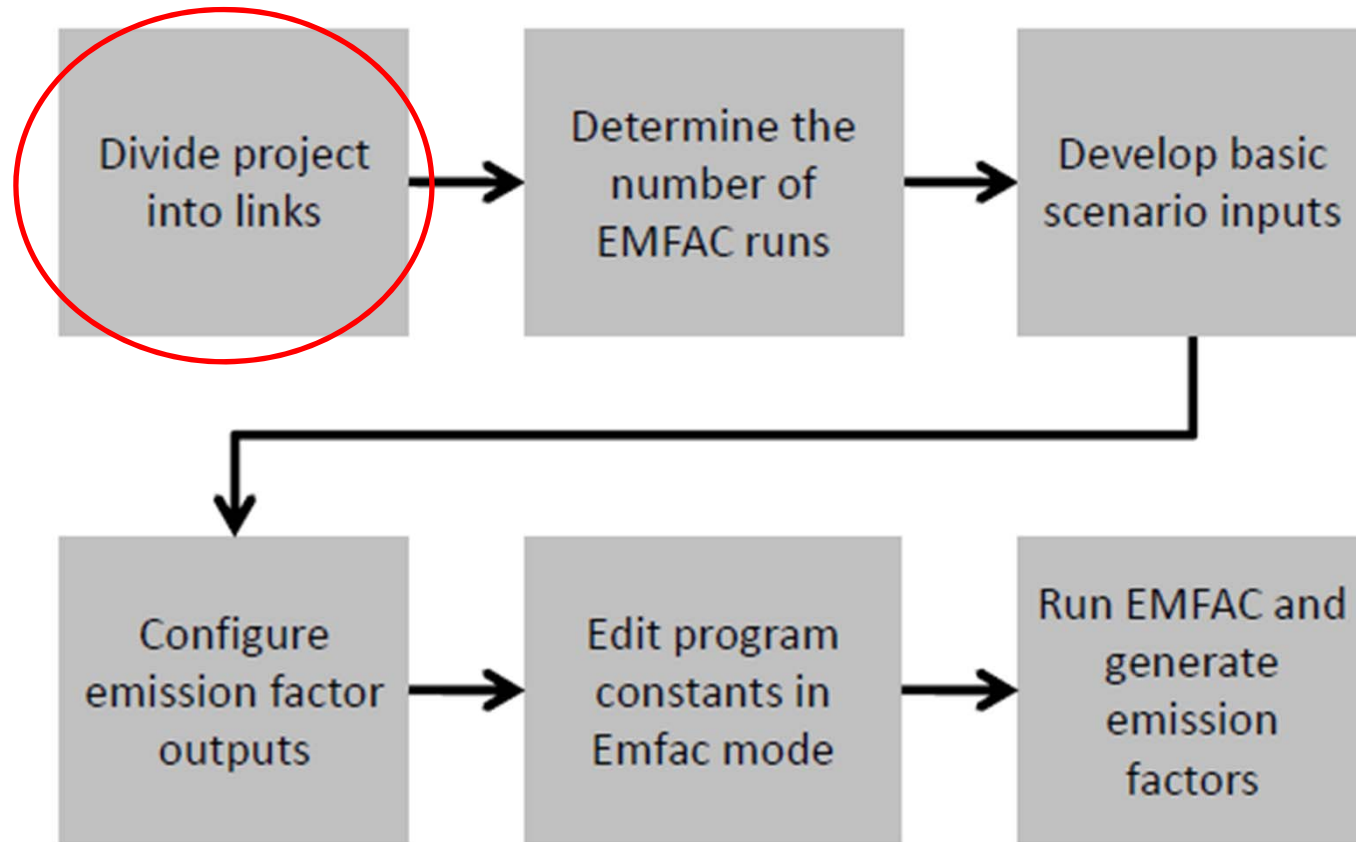 Divide project
into links
Determine the
number of
EMFAC runs
Develop basic
scenario inputs
Configure
emission factor
outputs
Edit program
constants in
Emfac mode
Run EMFAC and
generate
emission
factors